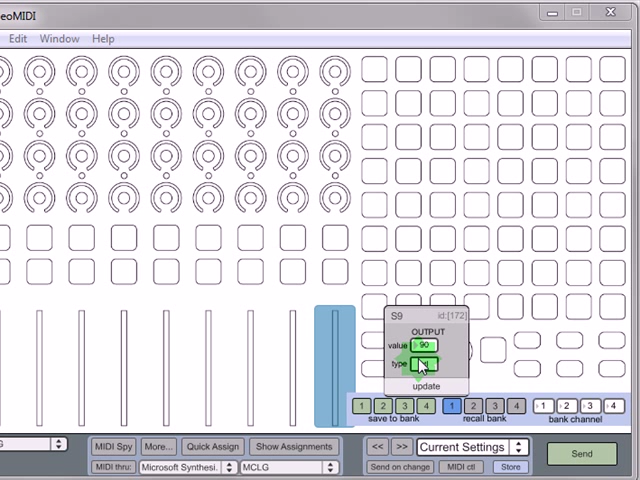 eoMIDI
Edit Window Help
S9 id:[172]
OUTPUT
value 90
type
update
1 2 3 4 1 2 3 4 1 2 3 4
save to bank recall bank bank channel
G MIDI Spy More... Quick Assign Show Assignments << >> Current Settings Send
MIDI thru: Microsoft Synthesi. MCLG Send on change MIDI ctl Store